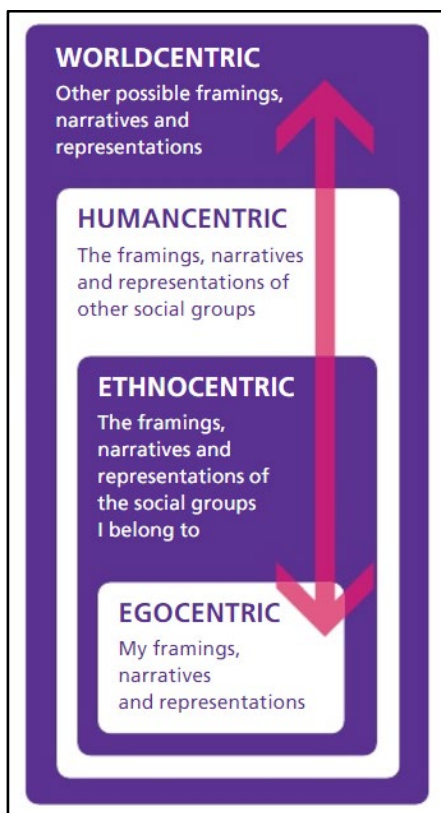 WORLDCENTRIC
Other possible framings,
narratives and
representations
HUMANCENTRIC
The framings, narratives
and representations of
other social groups
ETHNOCENTRIC
The framings,
narratives and
representations of
the social groups
I belong to
EGOCENTRIC
My framings,
narratives
and representations